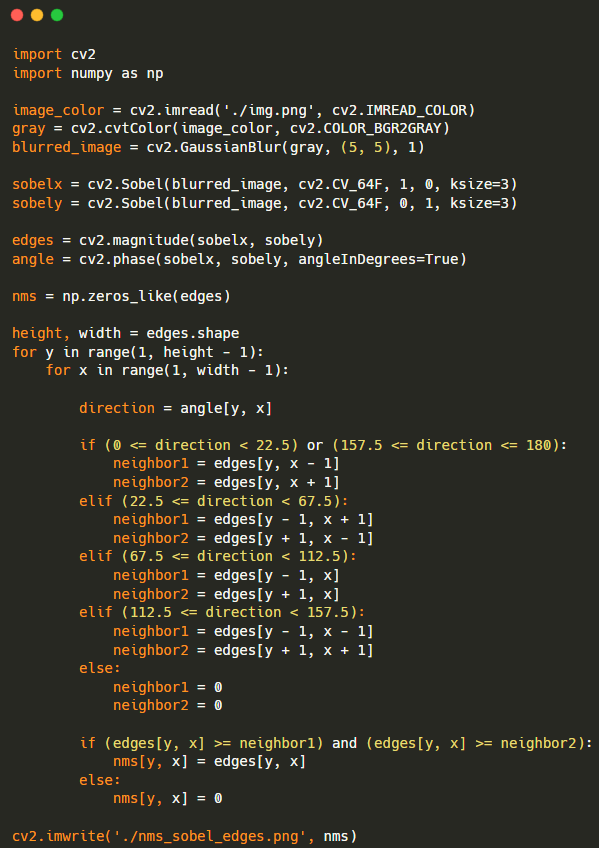 import cv2
import numpy as np

image_color = cv2.imread('./img.png', cv2.IMREAD_COLOR)
gray = cv2.cvtColor(image_color, cv2.COLOR_BGR2GRAY)
blurred_image = cv2.GaussianBlur(gray, (5, 5), 1)

sobelx = cv2.Sobel(blurred_image, cv2.CV_64F, 1, 0, ksize=3)
sobely = cv2.Sobel(blurred_image, cv2.CV_64F, 0, 1, ksize=3)

edges = cv2.magnitude(sobelx, sobely)
angle = cv2.phase(sobelx, sobely, angleInDegrees=True)

nms = np.zeros_like(edges)

height, width = edges.shape
for y in range(1, height - 1):
    for x in range(1, width - 1):

        direction = angle[y, x]

        if (0 <= direction < 22.5) or (157.5 <= direction <= 180):
            neighbor1 = edges[y, x - 1]
            neighbor2 = edges[y, x + 1]
        elif (22.5 <= direction < 67.5):
            neighbor1 = edges[y - 1, x + 1]
            neighbor2 = edges[y + 1, x - 1]
        elif (67.5 <= direction < 112.5):
            neighbor1 = edges[y - 1, x]
            neighbor2 = edges[y + 1, x]
        elif (112.5 <= direction < 157.5):
            neighbor1 = edges[y - 1, x - 1]
            neighbor2 = edges[y + 1, x + 1]
        else:
            neighbor1 = 0
            neighbor2 = 0

        if (edges[y, x] >= neighbor1) and (edges[y, x] >= neighbor2):
            nms[y, x] = edges[y, x]
        else:
            nms[y, x] = 0

cv2.imwrite('./nms_sobel_edges.png', nms)